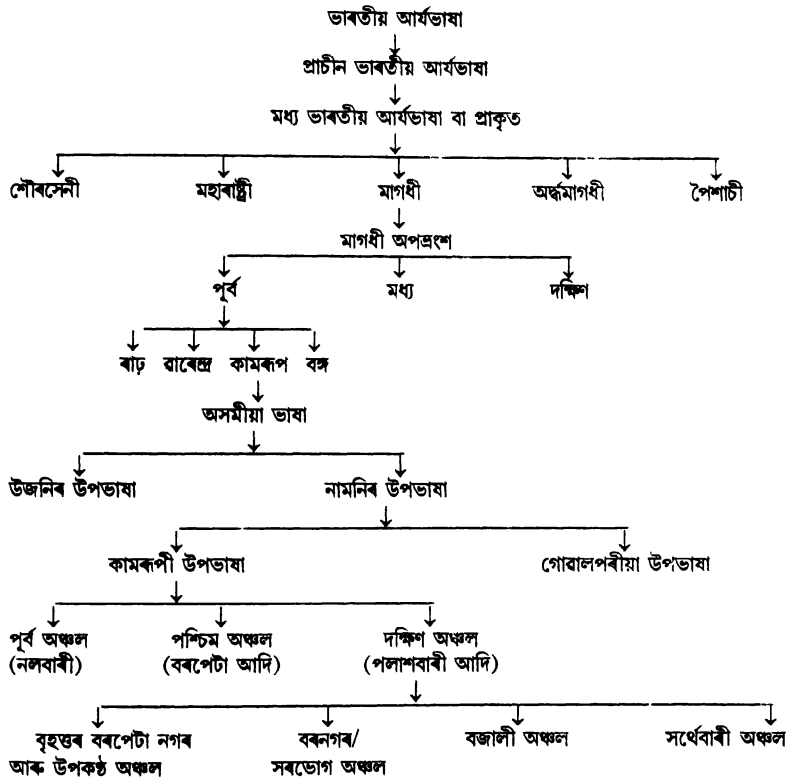 ভাৰতীয় আৰ্যভাষা
প্ৰাচীন ভাৰতীয় আৰ্যভাষা
মধ্য ভাৰতীয় আৰ্যভাষা বা প্ৰাকৃত
শৌৰসেনী মহাৰাষ্ট্ৰী মাগধী অৰ্দ্ধমাগধী পৈশাচী
মাগধী অপভ্ৰংশ
পূৰ্ব মধ্য দক্ষিণ
ৰাঢ় ৱাৰেন্দ্ৰ কামৰূপ বঙ্গ
অসমীয়া ভাষা
উজনিৰ উপভাষা নামনিৰ উপভাষা
কামৰূপী উপভাষা গোৱালপৰীয়া উপভাষা
পূৰ্ব অঞ্চল পশ্চিম অঞ্চল দক্ষিণ অঞ্চল
(নলবাৰী) (বৰপেটা আদি) (পলাশবাৰী আদি)
বৃহত্তৰ বৰপেটা নগৰ বৰনগৰ/ বজালী অঞ্চল সৰ্থেবাৰী অঞ্চল
আৰু উপকণ্ঠ অঞ্চল সৰভোগ অঞ্চল